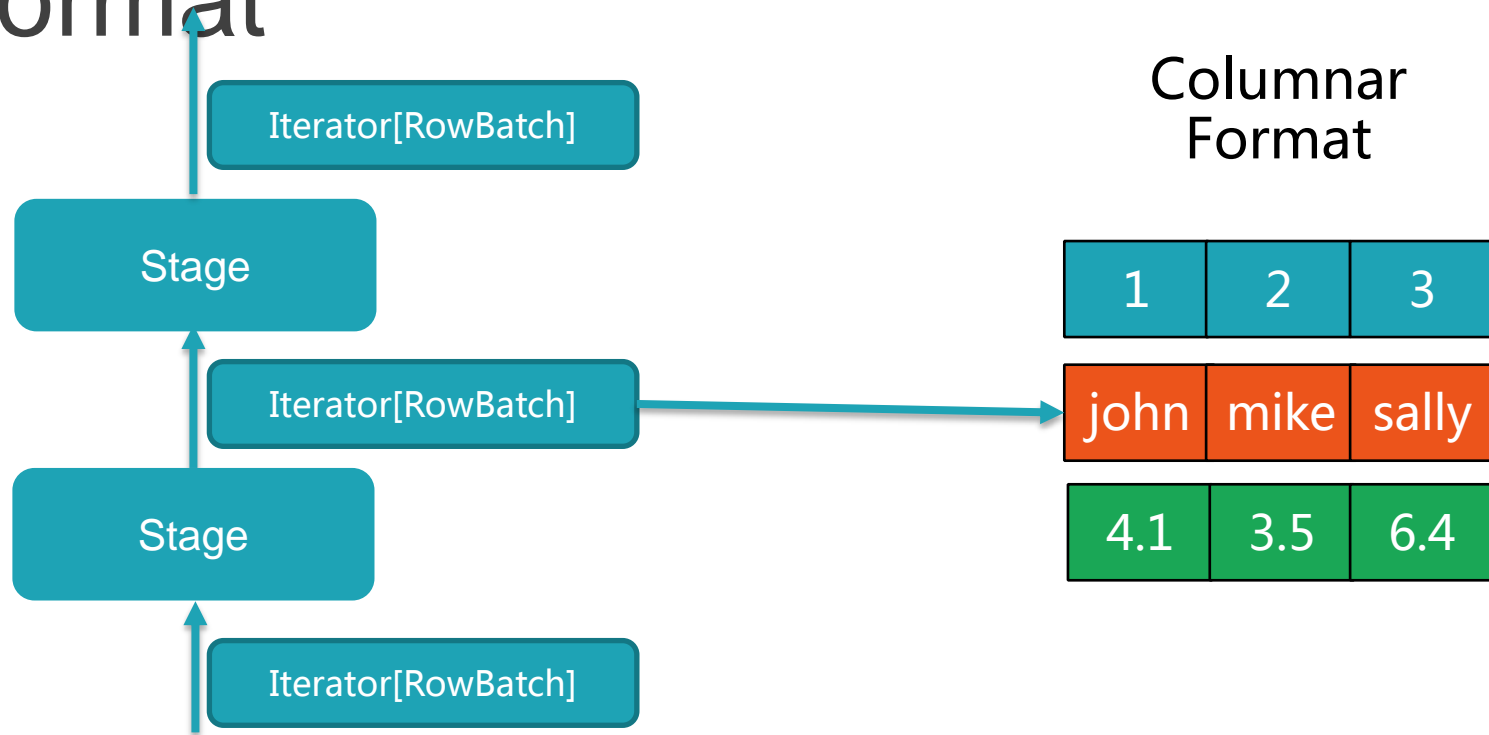 ormat
Iterator[RowBatch]
Stage
Iterator[RowBatch]
Stage
Iterator[RowBatch]
Columnar
Format
1 2 3
john mike sally
4.1 3.5 6.4